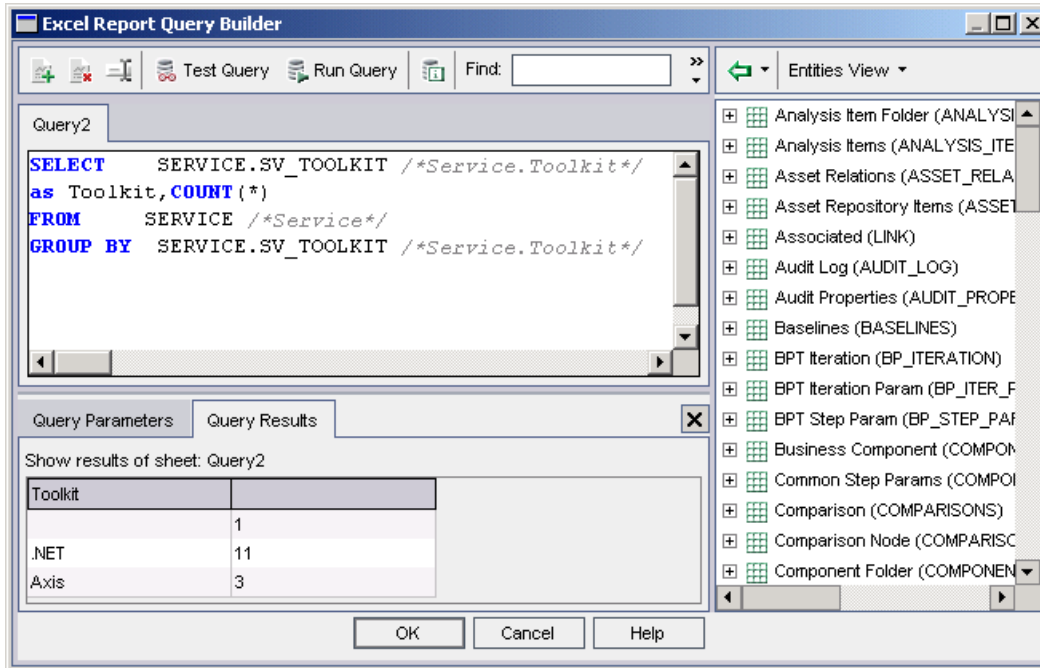 Excel Report Query Builder
Test Query Run Query Find: Entities View
Query2
SELECT SERVICE.SV_TOOLKIT /*Service.Toolkit*/
as Toolkit,COUNT(*)
FROM SERVICE /*Service*/
GROUP BY SERVICE.SV_TOOLKIT /*Service.Toolkit*/
Query Parameters Query Results
Show results of sheet: Query2
Toolkit
1
.NET 11
Axis 3
Analysis Item Folder (ANALYSI
Analysis Items (ANALYSIS_ITE
Asset Relations (ASSET_RELA
Asset Repository Items (ASSET
Associated (LINK)
Audit Log (AUDIT_LOG)
Audit Properties (AUDIT_PROPE
Baselines (BASELINES)
BPT Iteration (BP_ITERATION)
BPT Iteration Param (BP_ITER_P
BPT Step Param (BP_STEP_PAR
Business Component (COMPON
Common Step Params (COMPO
Comparison (COMPARISONS)
Comparison Node (COMPARISO
Component Folder (COMPONEN
OK Cancel Help